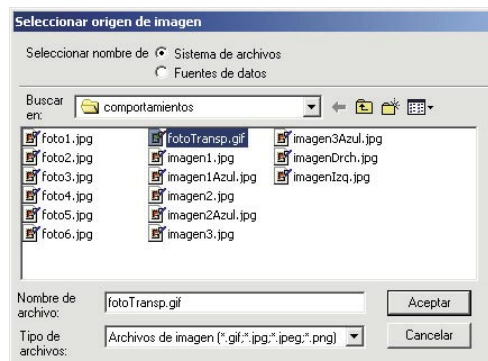 Seleccionar origen de imagen
Seleccionar nombre de
Sistema de archivos
Fuentes de datos
Buscar en:
comportamientos
foto1.jpg
foto2.jpg
foto3.jpg
foto4.jpg
foto5.jpg
foto6.jpg
fotoTransp.gif
imagen1.jpg
imagen1Azul.jpg
imagen2.jpg
imagen2Azul.jpg
imagen3.jpg
imagen3Azul.jpg
imagenDrch.jpg
imagenIzq.jpg
Nombre de archivo:
fotoTransp.gif
Aceptar
Tipo de archivos:
Archivos de imagen (*.gif;*.jpg;*.jpeg;*.png)
Cancelar